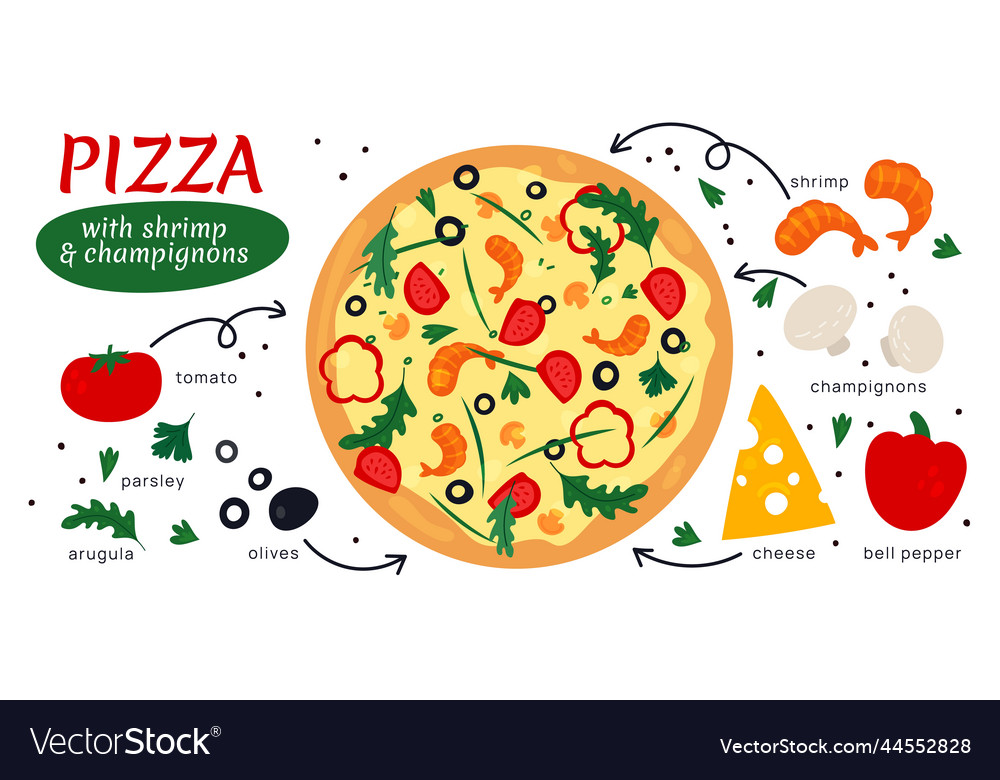 PIZZA
with shrimp
& champignons
shrimp
tomato
champignons
parsley
arugula
olives
cheese
bell pepper
VectorStock®
VectorStock.com/44552828